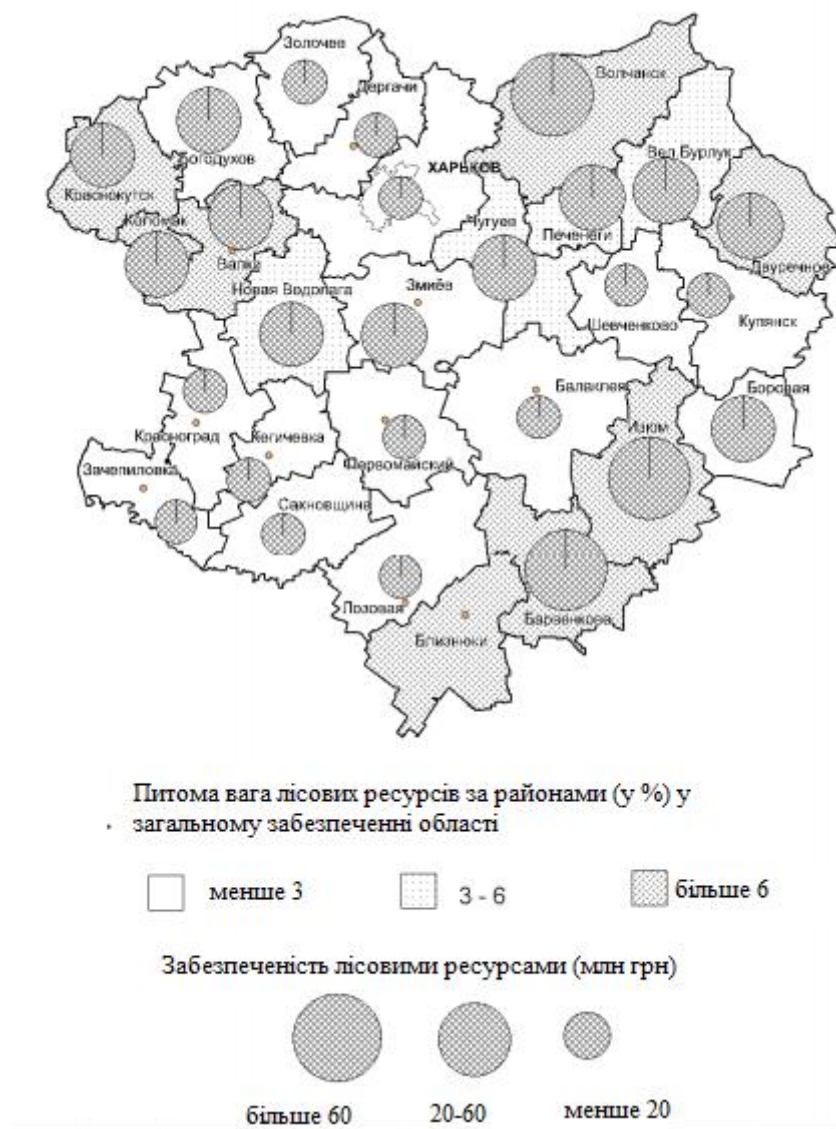 Золочев
Волчанск
Дергачи
ХАРЬКОВ
Богодухов
Вел.Бурлук
Краснокутск
Коломак
Чугуев
Печенеги
Валки
Двуречное
Новая Водолага
Змиёв
Шевченково
Купянск
Балаклея
Боровая
Красноград
Кегичевка
Изюм
Первомайский
Зачепиловка
Сахновщина
Лозовая
Барвенкова
Близнюки
Питома вага лісових ресурсів за районами (у %) у
загальному забезпеченні області
менше 3
3 - 6
більше 6
Забезпеченість лісовими ресурсами (млн грн)
більше 60
20-60
менше 20